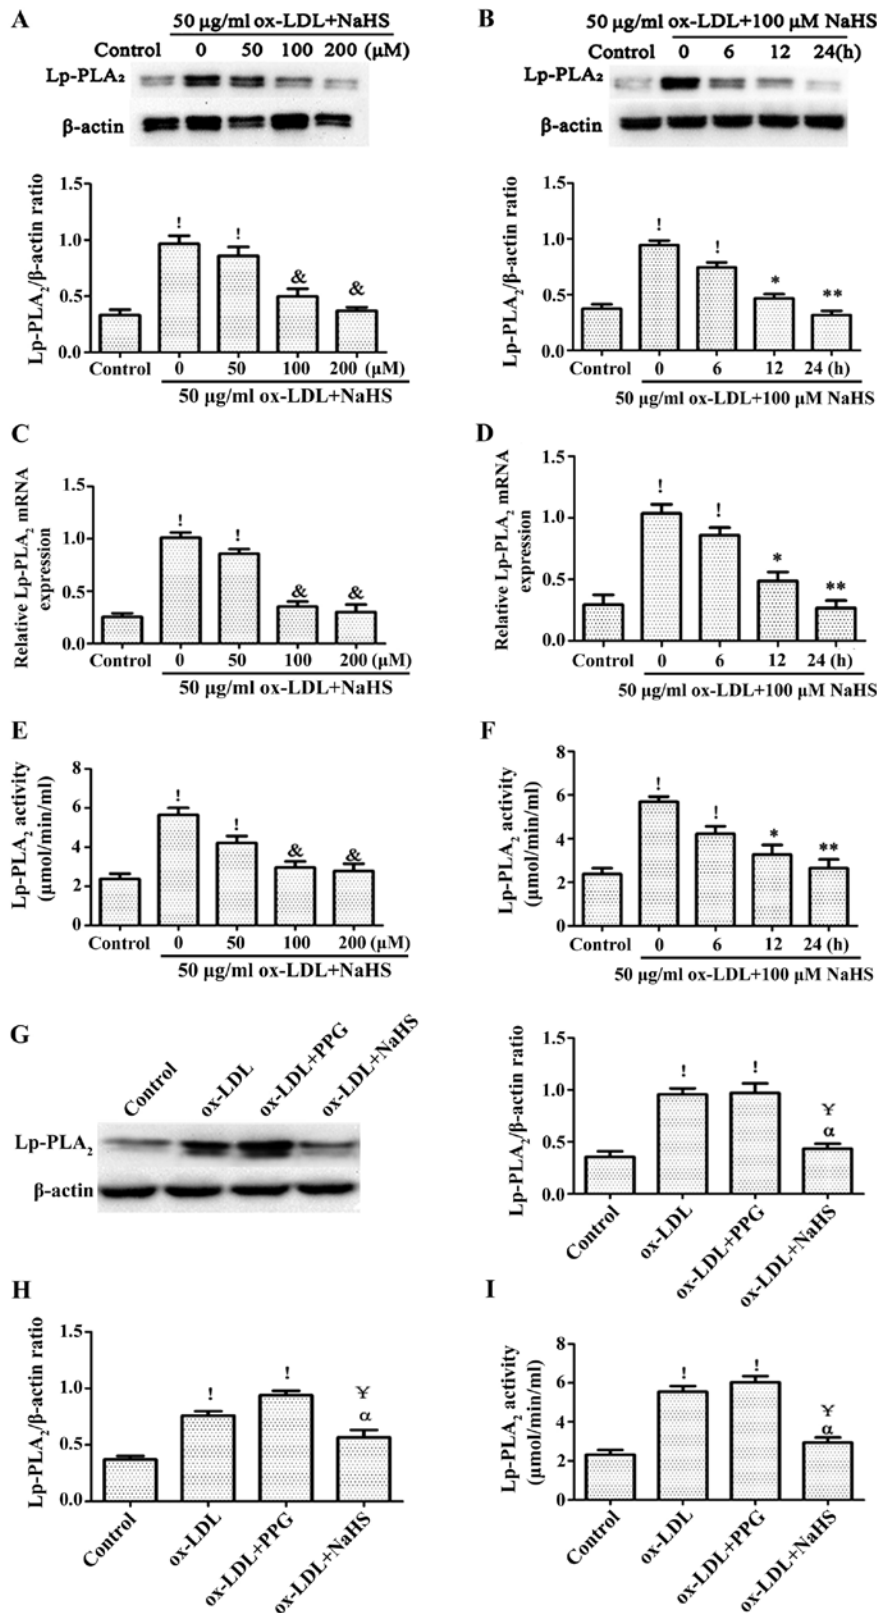 A
50 µg/ml ox-LDL+NaHS
Control 0 50 100 200 (µM)
Lp-PLA₂
β-actin
Lp-PLA₂/β-actin ratio
1.5
1.0
0.5
0.0
!
!
&
&
Control 0 50 100 200 (µM)
50 µg/ml ox-LDL+NaHS
B
50 µg/ml ox-LDL+100 µM NaHS
Control 0 6 12 24(h)
Lp-PLA₂
β-actin
Lp-PLA₂/β-actin ratio
1.5
1.0
0.5
0.0
!
!
*
**
Control 0 6 12 24 (h)
50 µg/ml ox-LDL+100 µM NaHS
C
Relative Lp-PLA₂ mRNA
expression
1.5
1.0
0.5
0.0
!
!
&
&
Control 0 50 100 200 (µM)
50 µg/ml ox-LDL+NaHS
D
Relative Lp-PLA₂ mRNA
expression
1.5
1.0
0.5
0.0
!
!
*
**
Control 0 6 12 24 (h)
50 µg/ml ox-LDL+100 µM NaHS
E
Lp-PLA₂ activity
(µmol/min/ml)
8
6
4
2
0
!
!
&
&
Control 0 50 100 200 (µM)
50 µg/ml ox-LDL+NaHS
F
Lp-PLA₂ activity
(µmol/min/ml)
8
6
4
2
0
!
!
*
**
Control 0 6 12 24 (h)
50 µg/ml ox-LDL+100 µM NaHS
G
Control
ox-LDL
ox-LDL+PPG
ox-LDL+NaHS
Lp-PLA₂
β-actin
Lp-PLA₂/β-actin ratio
1.5
1.0
0.5
0.0
!
!
¥
α
Control
ox-LDL
ox-LDL+PPG
ox-LDL+NaHS
H
Lp-PLA₂/β-actin ratio
1.5
1.0
0.5
0.0
!
!
¥
α
Control
ox-LDL
ox-LDL+PPG
ox-LDL+NaHS
I
Lp-PLA₂ activity
(µmol/min/ml)
8
6
4
2
0
!
!
¥
α
Control
ox-LDL
ox-LDL+PPG
ox-LDL+NaHS